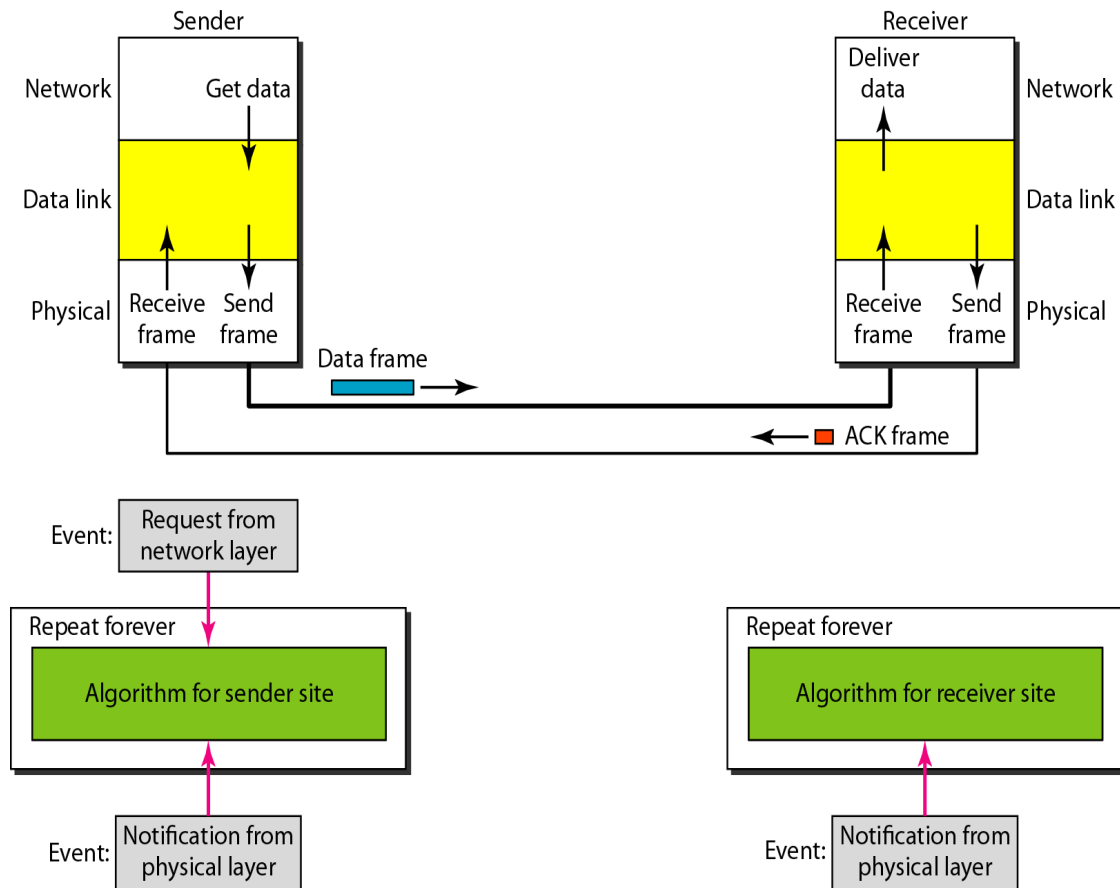 Sender
Receiver
Network
Get data
Deliver
data
Network
Data link
Data link
Physical
Receive
frame
Send
frame
Receive
frame
Send
frame
Physical
Data frame
ACK frame
Event:
Request from
network layer
Repeat forever
Algorithm for sender site
Repeat forever
Algorithm for receiver site
Event:
Notification from
physical layer
Event:
Notification from
physical layer